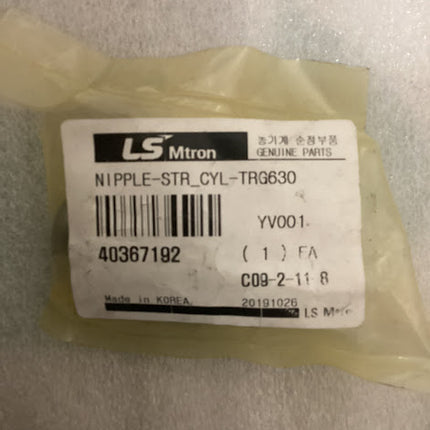 LS Mtron
농기계 순정부품
GENUINE PARTS
NIPPLE-STR_CYL-TRG630
YV001
40367192
( 1 ) EA
C09-2-11 8
Made in KOREA.
20191026
LS Mtron